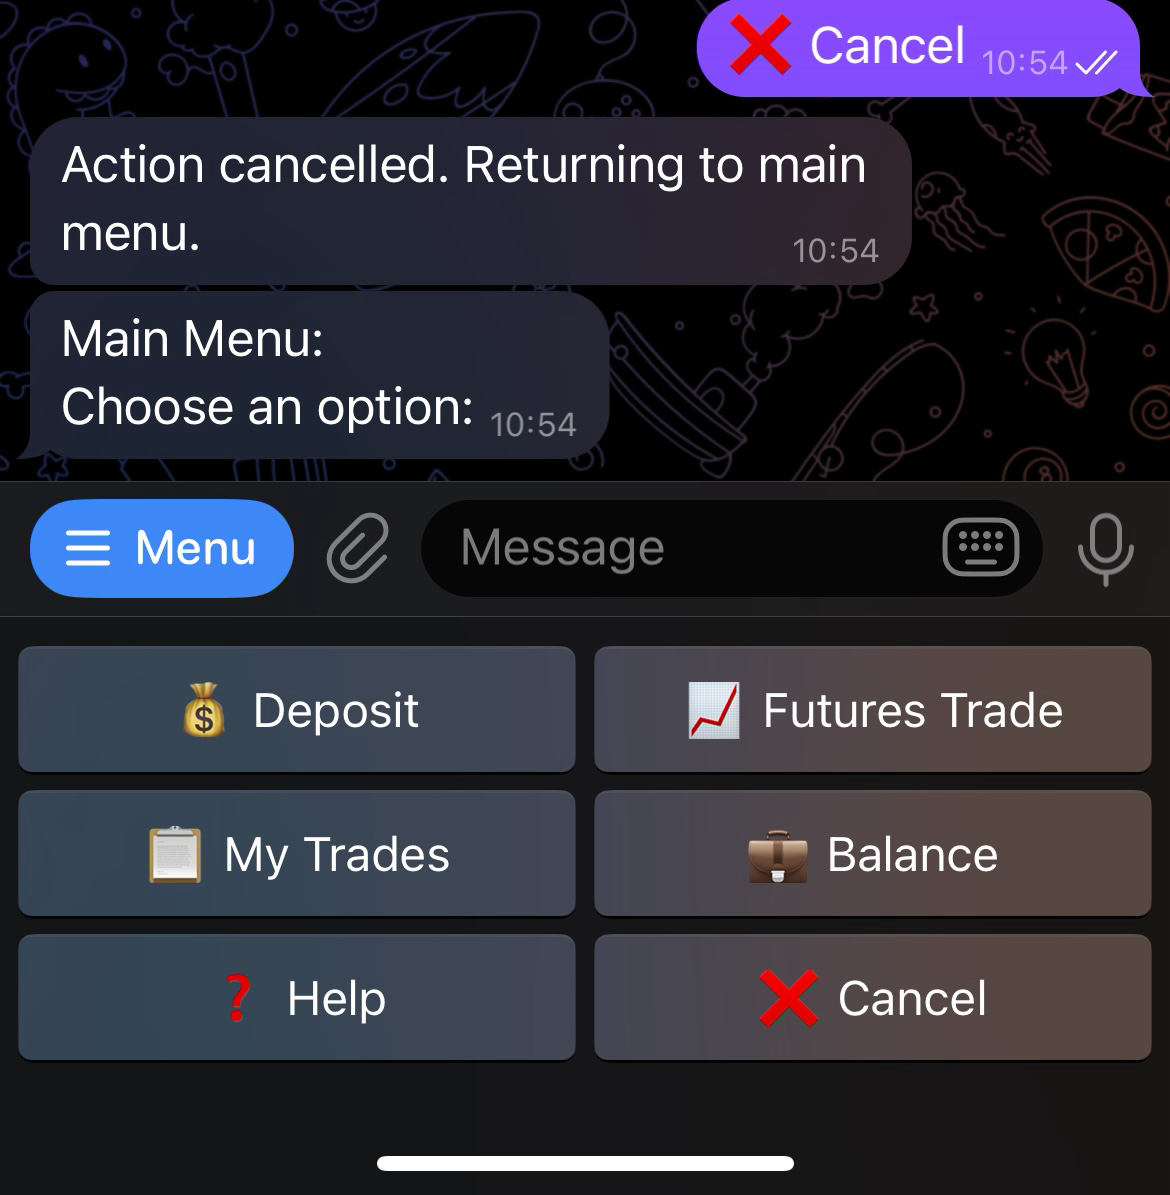 ❌ Cancel 10:54
Action cancelled. Returning to main
menu.
10:54
Main Menu:
Choose an option: 10:54
Menu
Message
💰 Deposit
📈 Futures Trade
📋 My Trades
💼 Balance
❓ Help
❌ Cancel